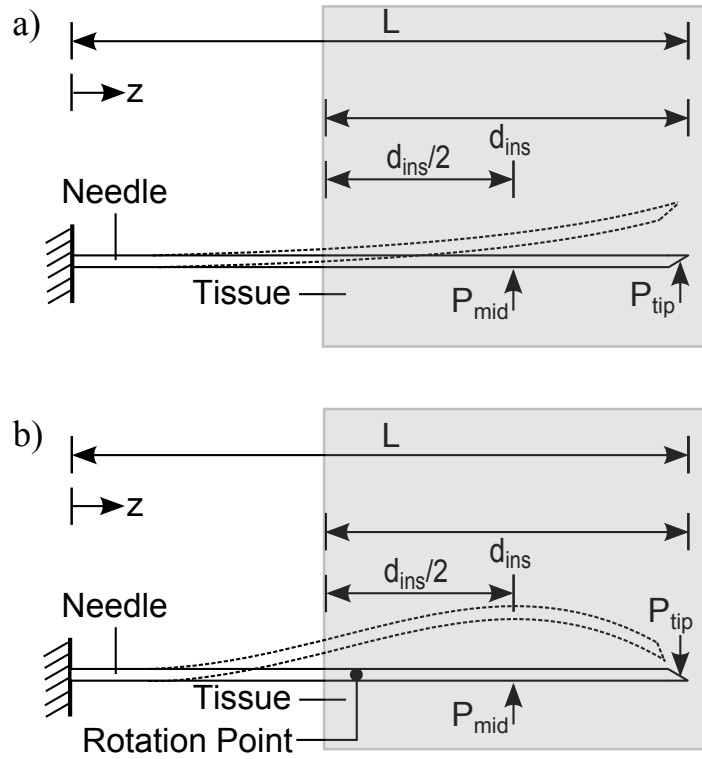 a)
L
z
d_ins
d_ins/2
Needle
Tissue
P_mid
P_tip
b)
L
z
d_ins
d_ins/2
Needle
P_tip
Tissue
P_mid
Rotation Point